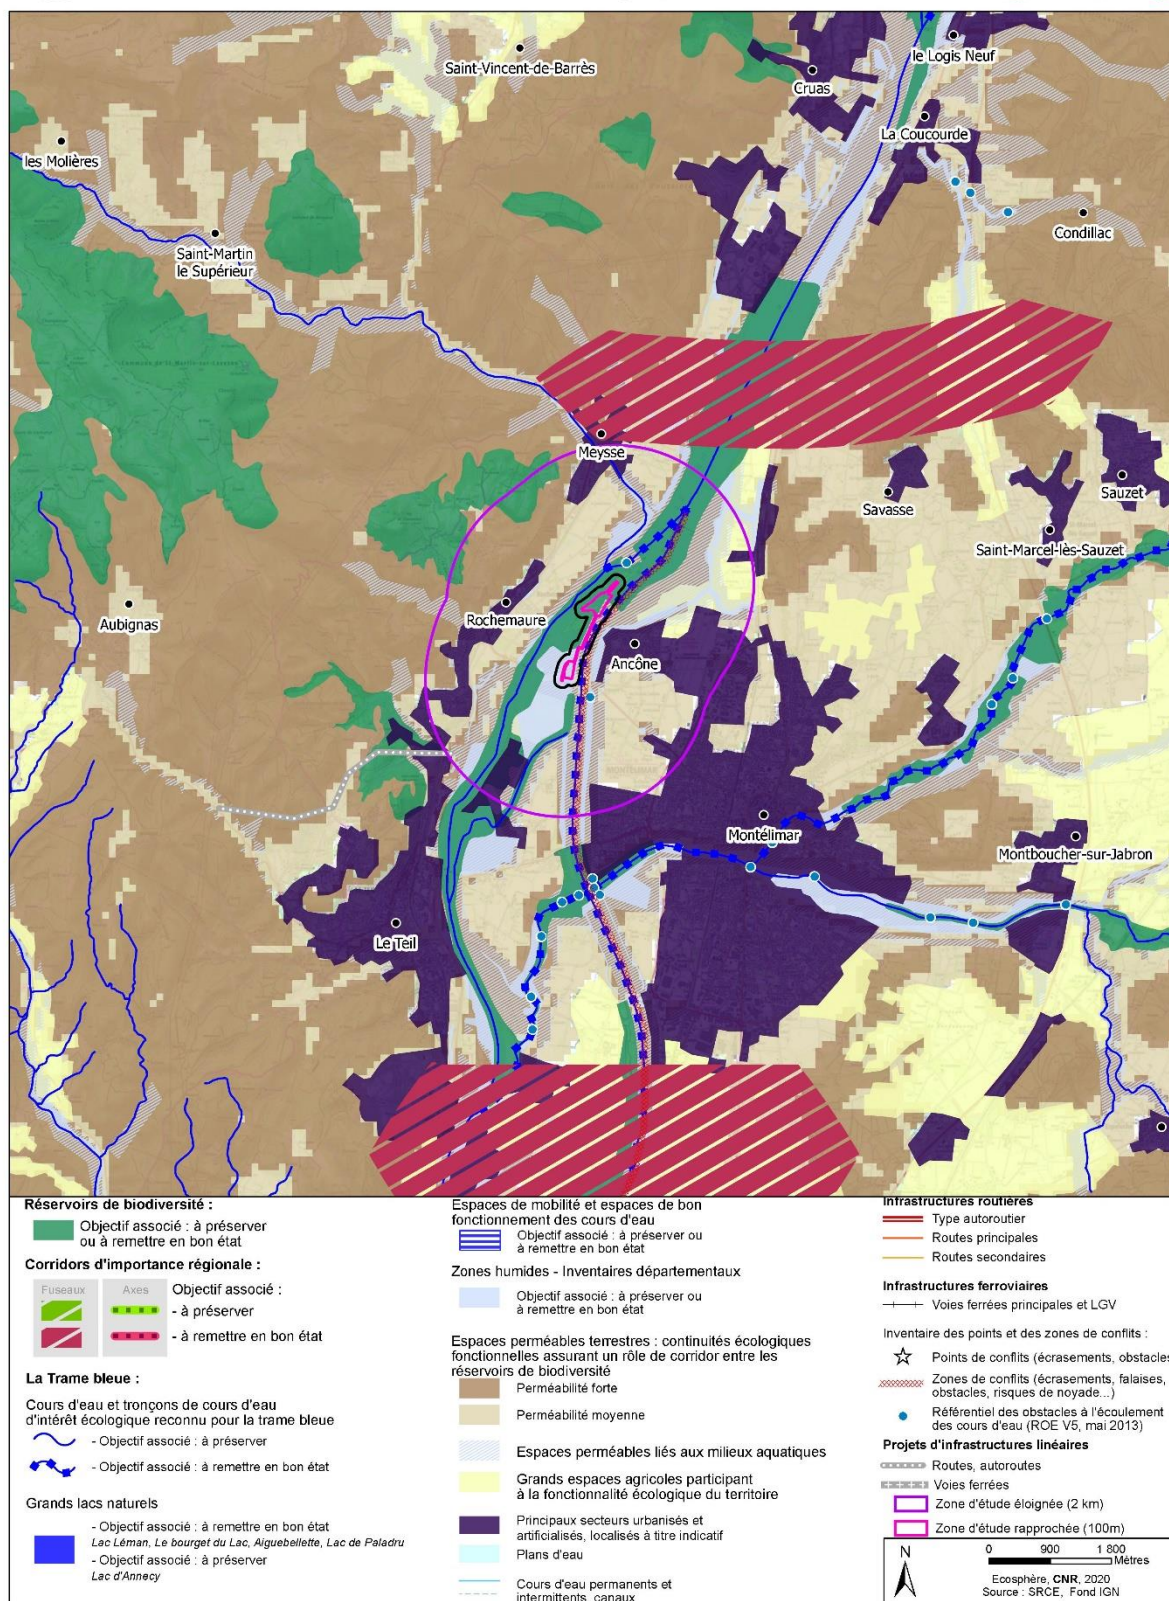 Saint-Vincent-de-Barrès
le Logis Neuf
Cruas
La Coucourde
les Molières
Condillac
Saint-Martin
le Supérieur
Meysse
Sauzet
Savasse
Saint-Marcel-lès-Sauzet
Aubignas
Rochemaure
Ancône
Montélimar
Montboucher-sur-Jabron
Le Teil
Réservoirs de biodiversité :
Objectif associé : à préserver
ou à remettre en bon état
Corridors d'importance régionale :
Fuseaux
Axes
Objectif associé :
- à préserver
- à remettre en bon état
La Trame bleue :
Cours d'eau et tronçons de cours d'eau
d'intérêt écologique reconnu pour la trame bleue
- Objectif associé : à préserver
- Objectif associé : à remettre en bon état
Grands lacs naturels
- Objectif associé : à remettre en bon état
Lac Léman, Le bourget du Lac, Aiguebellette, Lac de Paladru
- Objectif associé : à préserver
Lac d'Annecy
Espaces de mobilité et espaces de bon
fonctionnement des cours d'eau
Objectif associé : à préserver ou
à remettre en bon état
Zones humides - Inventaires départementaux
Objectif associé : à préserver ou
à remettre en bon état
Espaces perméables terrestres : continuités écologiques
fonctionnelles assurant un rôle de corridor entre les
réservoirs de biodiversité
Perméabilité forte
Perméabilité moyenne
Espaces perméables liés aux milieux aquatiques
Grands espaces agricoles participant
à la fonctionnalité écologique du territoire
Principaux secteurs urbanisés et
artificialisés, localisés à titre indicatif
Plans d'eau
Cours d'eau permanents et
intermittents, canaux
Infrastructures routières
Type autoroutier
Routes principales
Routes secondaires
Infrastructures ferroviaires
Voies ferrées principales et LGV
Inventaire des points et des zones de conflits :
Points de conflits (écrasements, obstacles
Zones de conflits (écrasements, falaises,
obstacles, risques de noyade...)
Référentiel des obstacles à l'écoulement
des cours d'eau (ROE V5, mai 2013)
Projets d'infrastructures linéaires
Routes, autoroutes
Voies ferrées
Zone d'étude éloignée (2 km)
Zone d'étude rapprochée (100m)
N
0 900 1 800
Mètres
Ecosphère, CNR, 2020
Source : SRCE, Fond IGN